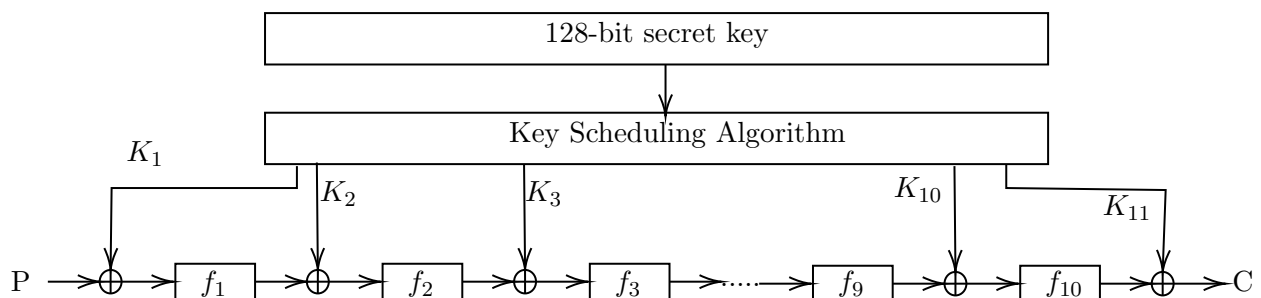 128-bit secret key
Key Scheduling Algorithm
K₁
K₂
K₃
K₁₀
K₁₁
P
f₁
f₂
f₃
.....
f₉
f₁₀
C